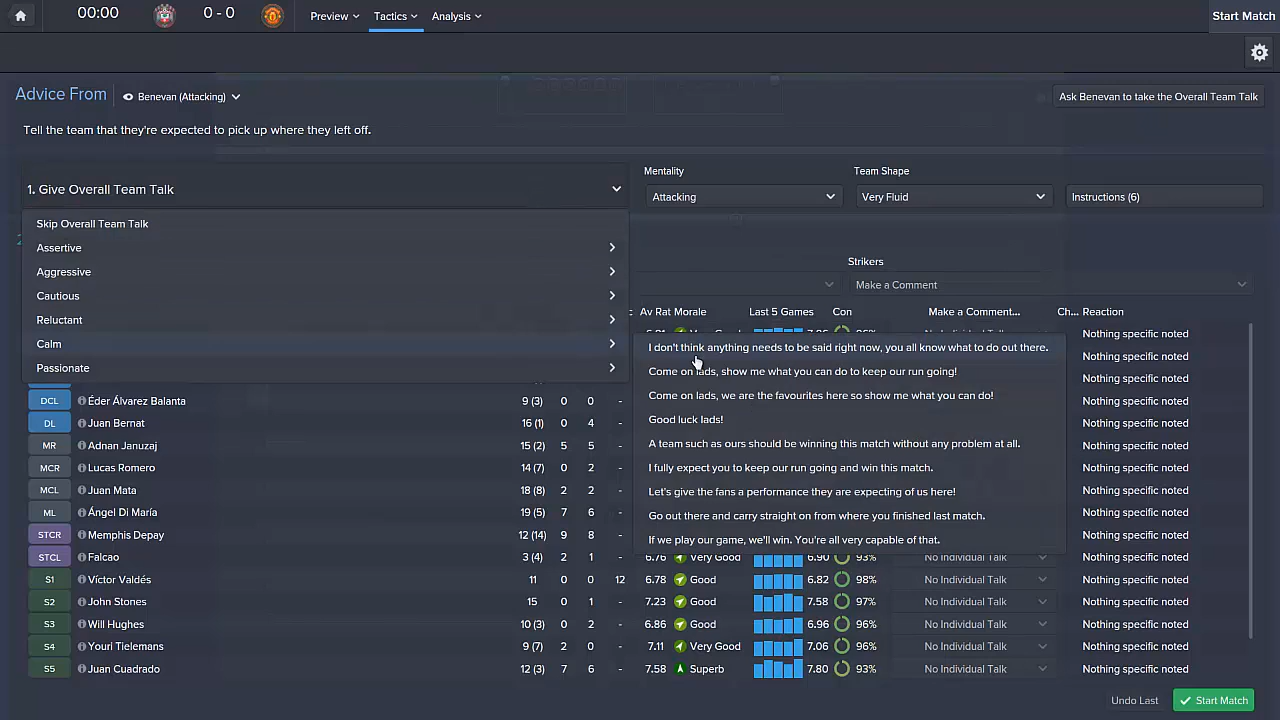 00:00 0 - 0 Preview Tactics Analysis Start Match
Advice From Benevan (Attacking) Ask Benevan to take the Overall Team Talk
Tell the team that they're expected to pick up where they left off.
Mentality Team Shape
1. Give Overall Team Talk Attacking Very Fluid Instructions (6)
Skip Overall Team Talk
Assertive
Aggressive
Cautious
Reluctant
Calm
Passionate
Strikers
Make a Comment
Av Rat Morale Last 5 Games Con Make a Comment... Ch... Reaction
Nothing specific noted
I don't think anything needs to be said right now, you all know what to do out there.
Nothing specific noted
Come on lads, show me what you can do to keep our run going!
Nothing specific noted
Come on lads, we are the favourites here so show me what you can do!
DCL Éder Álvarez Balanta 9 (3) 0 0 - Nothing specific noted
Good luck lads!
DL Juan Bernat 16 (1) 0 4 - Nothing specific noted
A team such as ours should be winning this match without any problem at all.
MR Adnan Januzaj 15 (2) 5 5 - Nothing specific noted
I fully expect you to keep our run going and win this match.
MCR Lucas Romero 14 (7) 0 2 - Nothing specific noted
Let's give the fans a performance they are expecting of us here!
MCL Juan Mata 18 (8) 2 2 - Nothing specific noted
Go out there and carry straight on from where you finished last match.
ML Ángel Di María 19 (5) 7 6 - Nothing specific noted
If we play our game, we'll win. You're all very capable of that.
STCR Memphis Depay 12 (14) 9 8 - Nothing specific noted
STCL Falcao 3 (4) 2 1 - 6.76 Very Good 6.90 93% No Individual Talk Nothing specific noted
S1 Víctor Valdés 11 0 0 12 6.78 Good 6.82 98% No Individual Talk Nothing specific noted
S2 John Stones 15 0 1 - 7.23 Good 7.58 97% No Individual Talk Nothing specific noted
S3 Will Hughes 10 (3) 0 2 - 6.86 Good 6.96 96% No Individual Talk Nothing specific noted
S4 Youri Tielemans 9 (7) 2 0 - 7.11 Very Good 7.06 96% No Individual Talk Nothing specific noted
S5 Juan Cuadrado 12 (3) 7 6 - 7.58 Superb 7.80 93% No Individual Talk Nothing specific noted
Undo Last Start Match